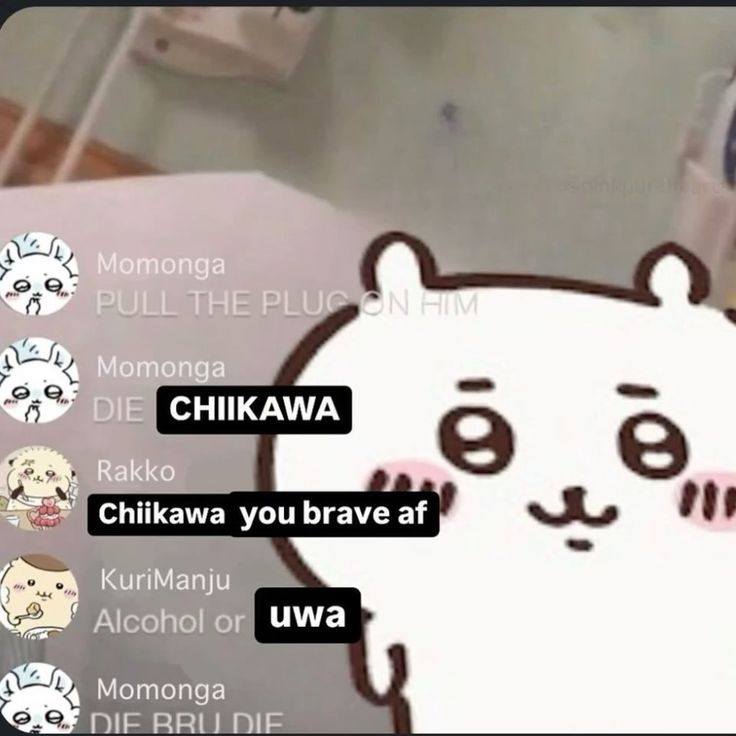 Momonga
PULL THE PLUG ON HIM
Momonga
DIE CHIIKAWA
Rakko
Chiikawa you brave af
KuriManju
Alcohol or uwa
Momonga
DIE BRU DIE